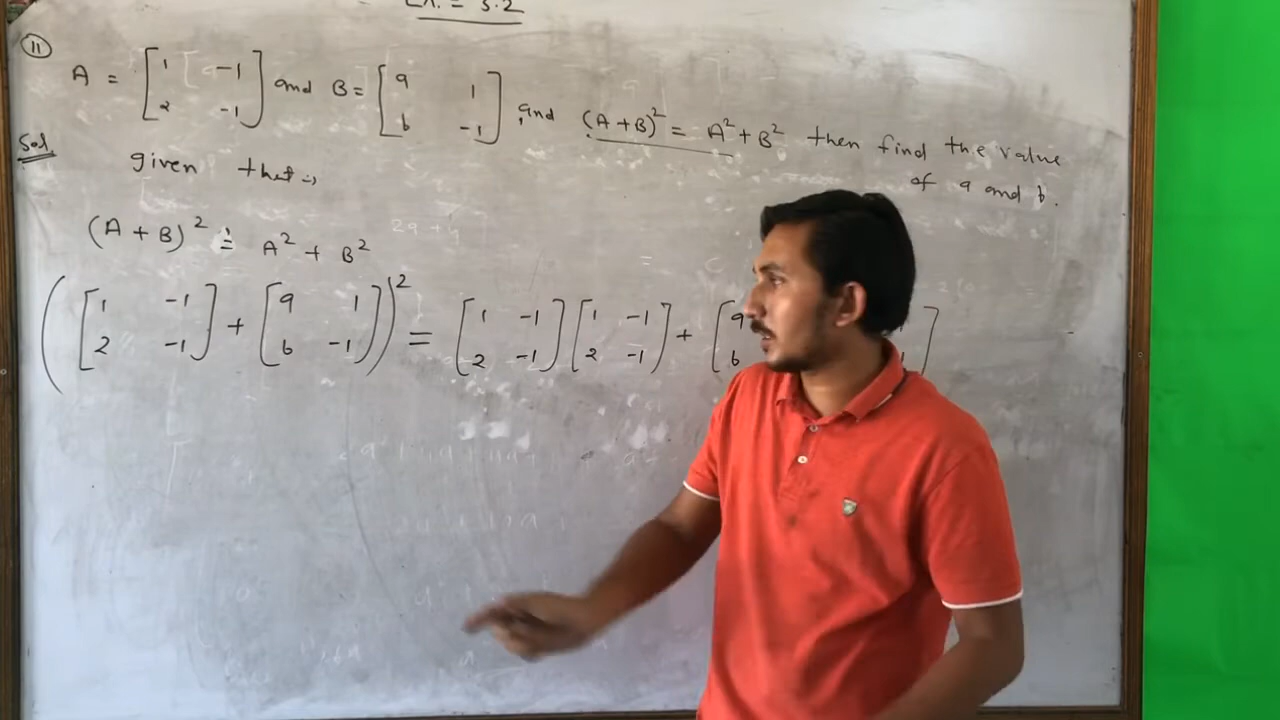 Ex. = 3.2
(11) A = [1 -1; 2 -1] and B = [a 1; b -1] and (A + B)² = A² + B² then find the value of a and b.
Sol.
given that :-
(A + B)² = A² + B²
([1 -1; 2 -1] + [a 1; b -1])² = [1 -1; 2 -1] [1 -1; 2 -1] + [a b